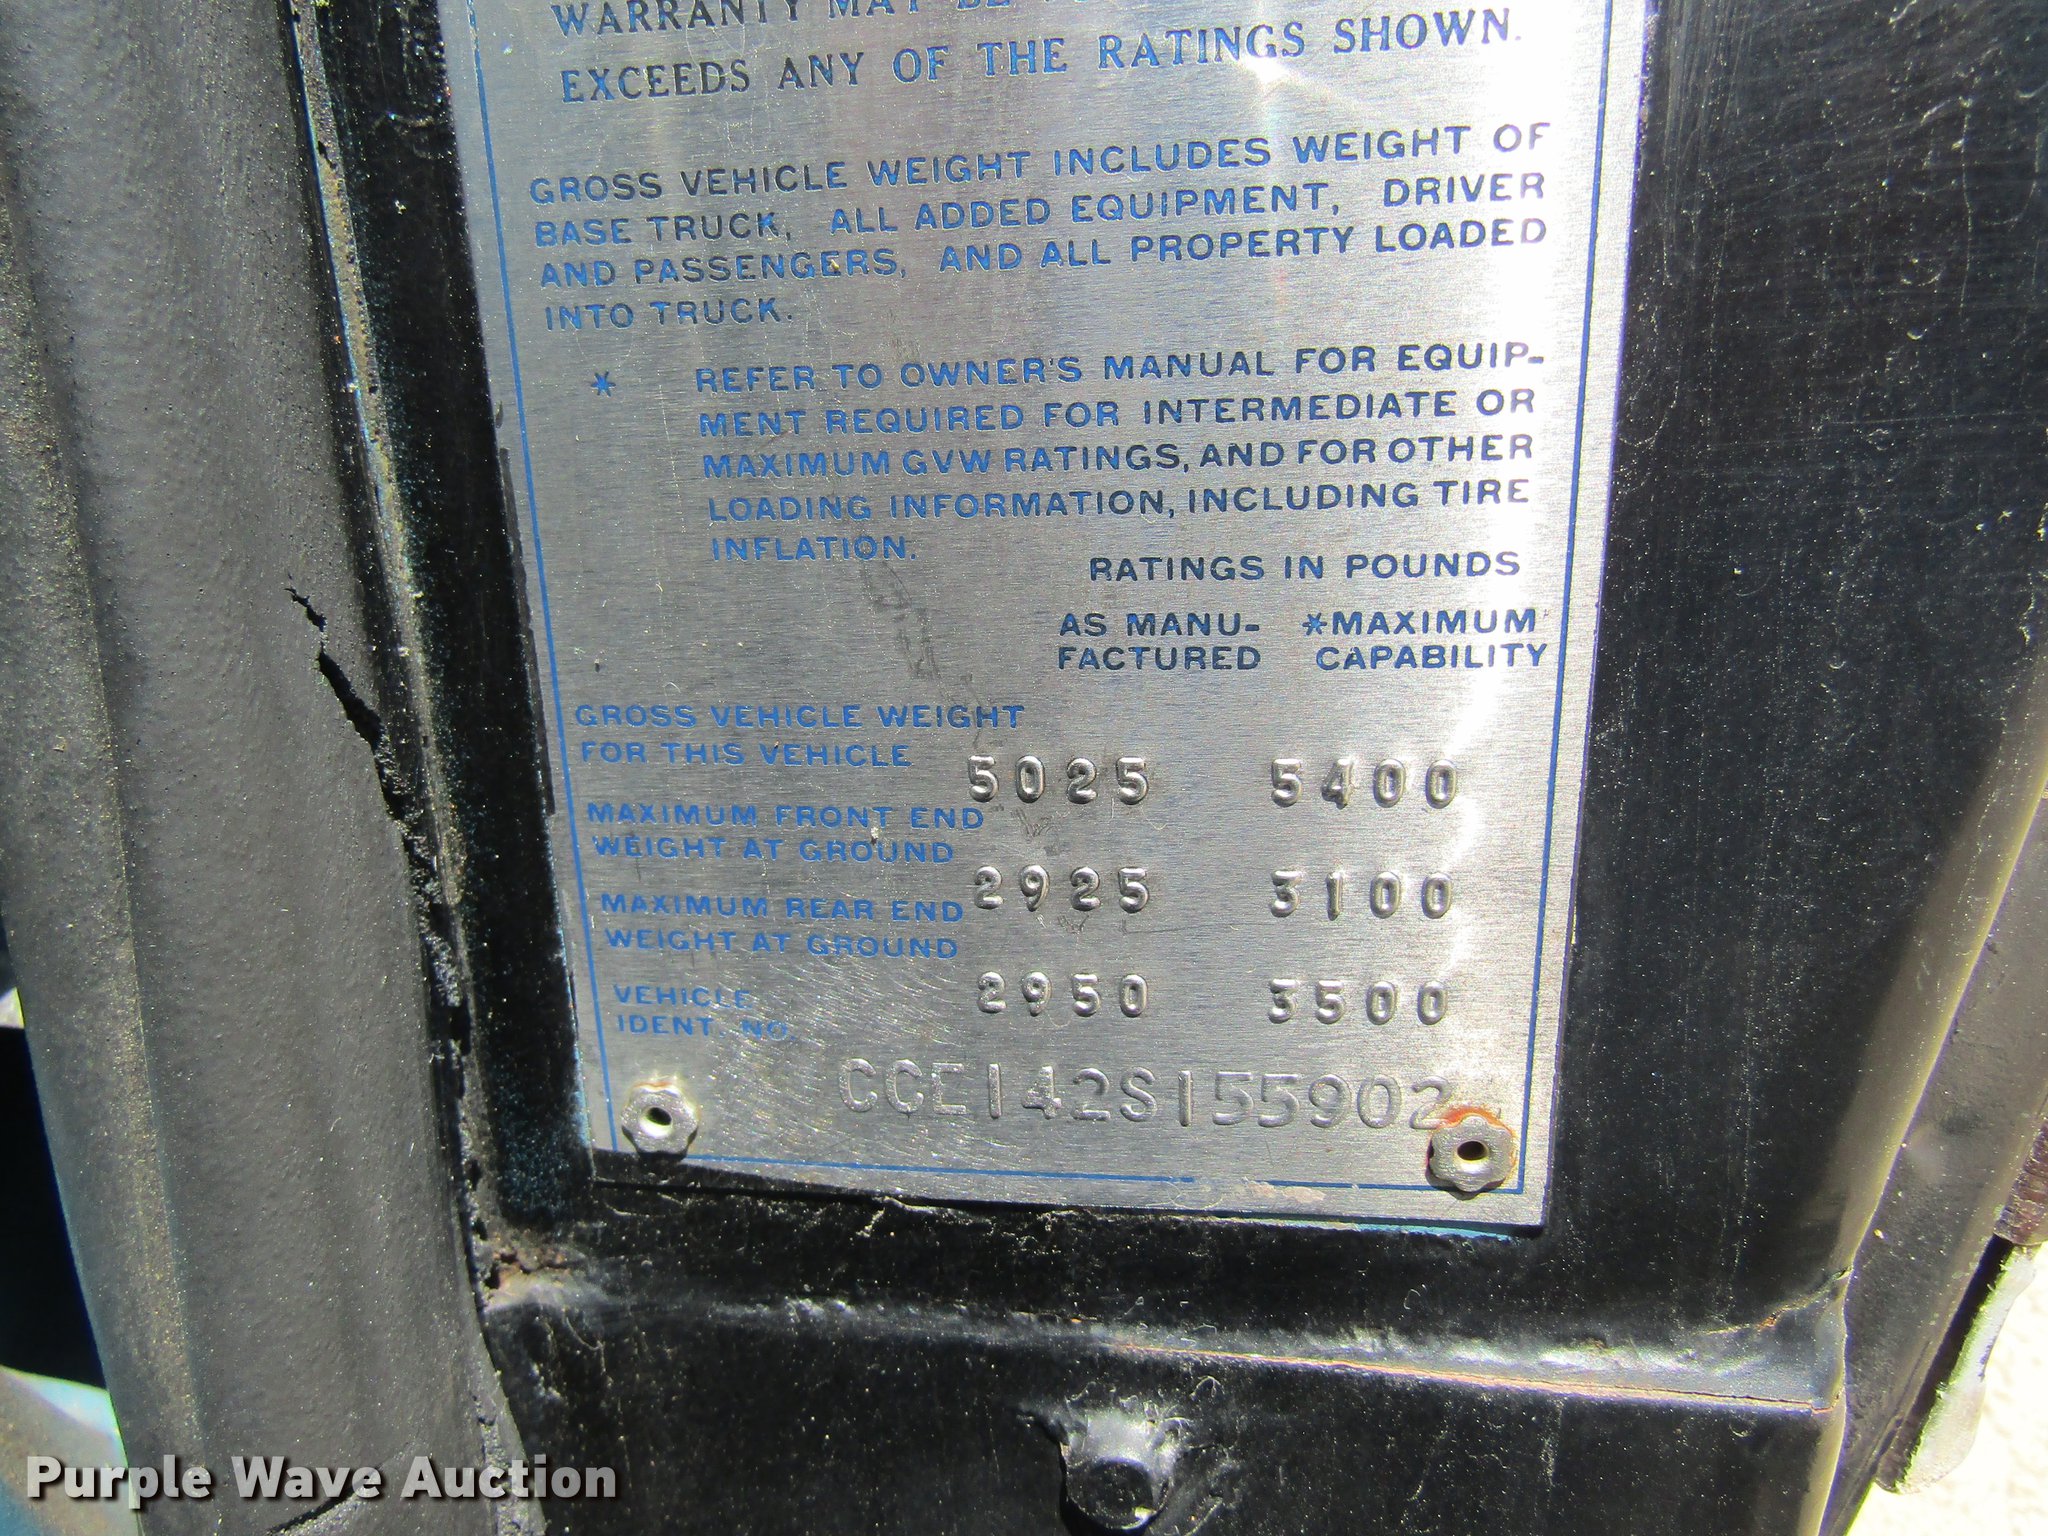 WARRANTY MAY BE
EXCEEDS ANY OF THE RATINGS SHOWN.
GROSS VEHICLE WEIGHT INCLUDES WEIGHT OF
BASE TRUCK, ALL ADDED EQUIPMENT, DRIVER
AND PASSENGERS, AND ALL PROPERTY LOADED
INTO TRUCK.
* REFER TO OWNER'S MANUAL FOR EQUIP-
MENT REQUIRED FOR INTERMEDIATE OR
MAXIMUM GVW RATINGS, AND FOR OTHER
LOADING INFORMATION, INCLUDING TIRE
INFLATION.
RATINGS IN POUNDS
AS MANU- *MAXIMUM
FACTURED CAPABILITY
GROSS VEHICLE WEIGHT
FOR THIS VEHICLE 5025 5400
MAXIMUM FRONT END
WEIGHT AT GROUND 2925 3100
MAXIMUM REAR END
WEIGHT AT GROUND 2950 3500
VEHICLE
IDENT. NO.
CCE142S155902
Purple Wave Auction